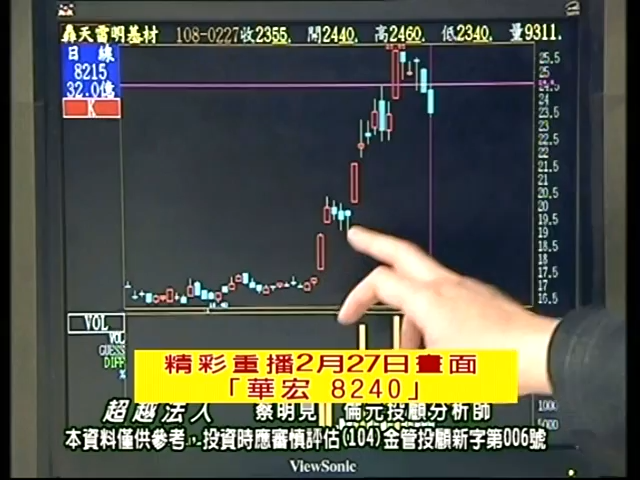 轟天雷明基材 108-0227收2355. 開2440. 高2460. 低2340. 量9311.
日 線
8215
32.0億
K
25.5
25
24
23.5
23
22.5
22
21.5
21
20.5
20
19.5
19
18.5
18
17.5
17
16.5
VOL
VOL
GUESS
DIFF
%
精彩重播2月27日畫面
「華宏 8240」
1000
超越法人 蔡明見 倫元投顧分析師
5000
本資料僅供參考，投資時應審慎評估(104)金管投顧新字第006號
ViewSonic